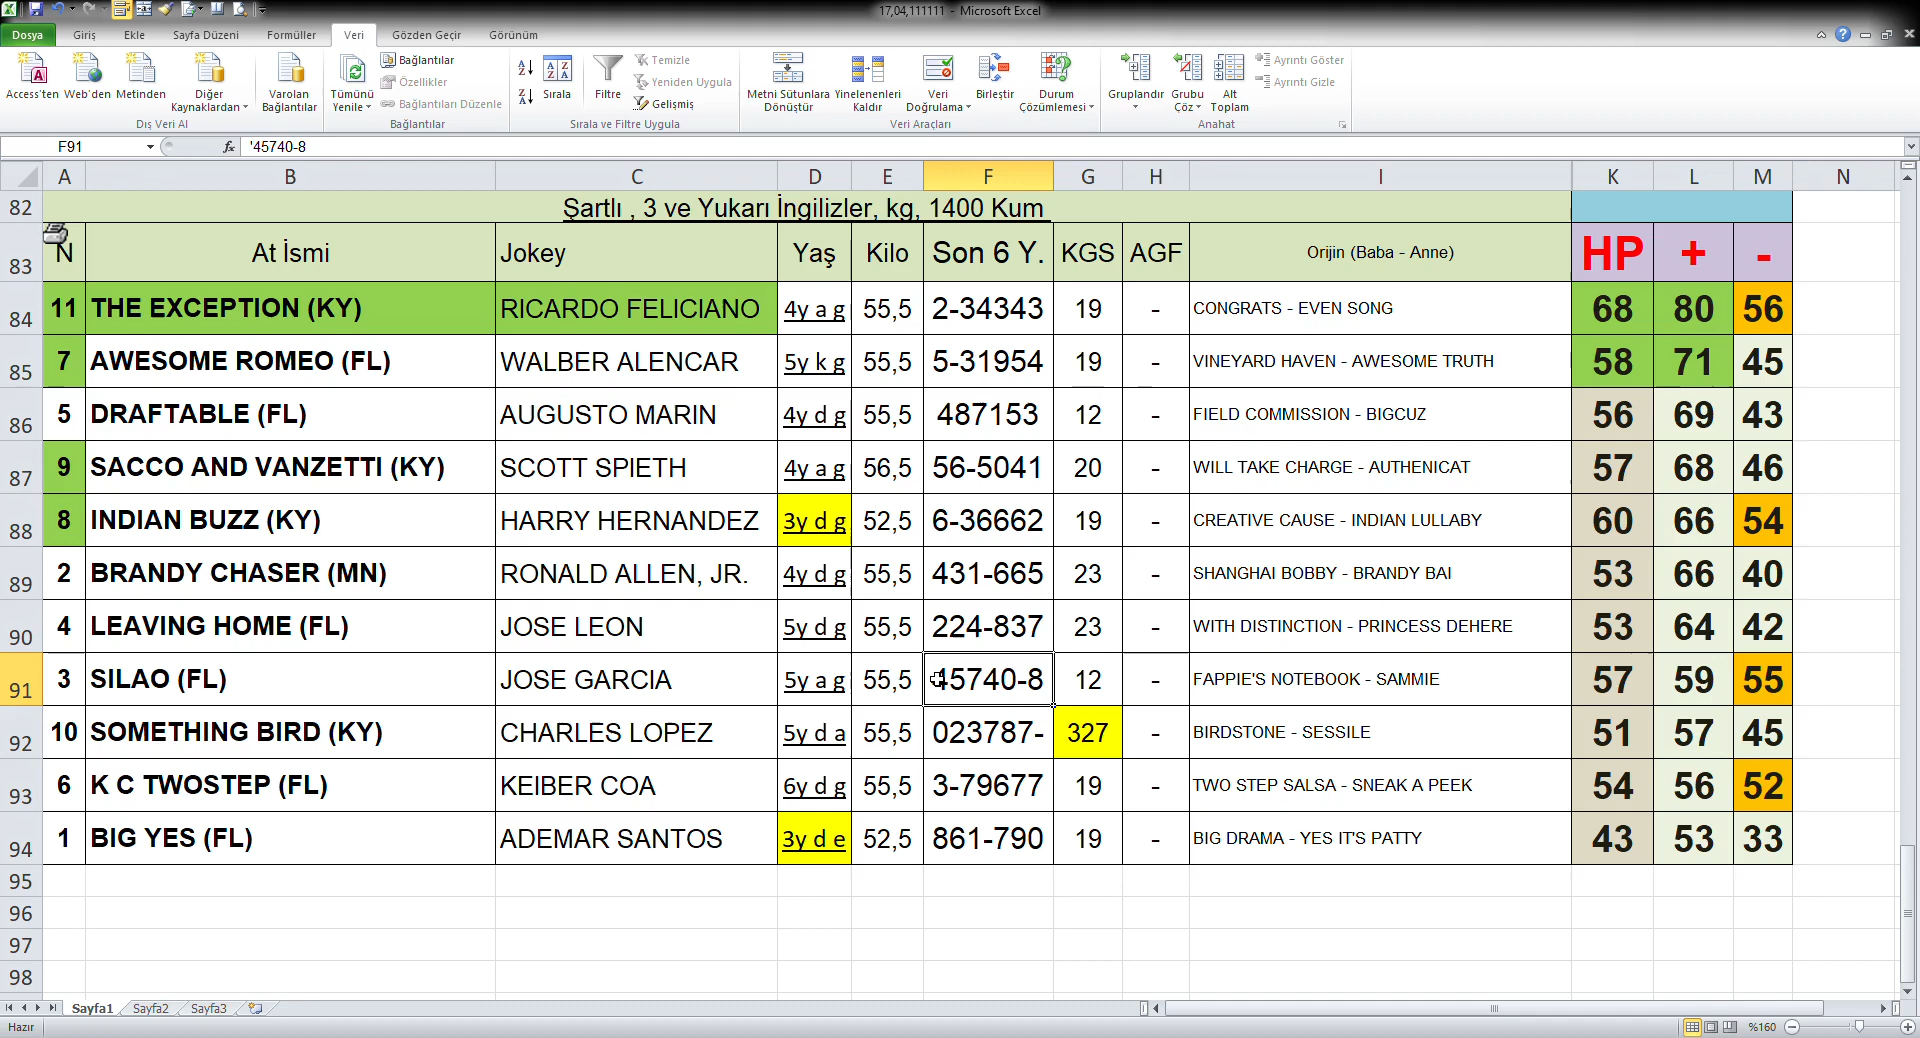 17,04,111111 - Microsoft Excel
Dosya Giriş Ekle Sayfa Düzeni Formüller Veri Gözden Geçir Görünüm
Access'ten Web'den Metinden Diğer Kaynaklardan Varolan Bağlantılar Tümünü Yenile Bağlantılar Özellikler Bağlantıları Düzenle Sırala Filtre Temizle Yeniden Uygula Gelişmiş Metni Sütunlara Dönüştür Yinelenenleri Kaldır Veri Doğrulama Birleştir Durum Çözümlemesi Gruplandır Grubu Çöz Alt Toplam Ayrıntı Göster Ayrıntı Gizle
Dış Veri Al Bağlantılar Sırala ve Filtre Uygula Veri Araçları Anahat
F91 fx '45740-8
A B C D E F G H I K L M N
82 Şartlı , 3 ve Yukarı İngilizler, kg, 1400 Kum
83 N At İsmi Jokey Yaş Kilo Son 6 Y. KGS AGF Orijin (Baba - Anne) HP + -
84 11 THE EXCEPTION (KY) RICARDO FELICIANO 4y a g 55,5 2-34343 19 - CONGRATS - EVEN SONG 68 80 56
85 7 AWESOME ROMEO (FL) WALBER ALENCAR 5y k g 55,5 5-31954 19 - VINEYARD HAVEN - AWESOME TRUTH 58 71 45
86 5 DRAFTABLE (FL) AUGUSTO MARIN 4y d g 55,5 487153 12 - FIELD COMMISSION - BIGCUZ 56 69 43
87 9 SACCO AND VANZETTI (KY) SCOTT SPIETH 4y a g 56,5 56-5041 20 - WILL TAKE CHARGE - AUTHENICAT 57 68 46
88 8 INDIAN BUZZ (KY) HARRY HERNANDEZ 3y d g 52,5 6-36662 19 - CREATIVE CAUSE - INDIAN LULLABY 60 66 54
89 2 BRANDY CHASER (MN) RONALD ALLEN, JR. 4y d g 55,5 431-665 23 - SHANGHAI BOBBY - BRANDY BAI 53 66 40
90 4 LEAVING HOME (FL) JOSE LEON 5y d g 55,5 224-837 23 - WITH DISTINCTION - PRINCESS DEHERE 53 64 42
91 3 SILAO (FL) JOSE GARCIA 5y a g 55,5 45740-8 12 - FAPPIE'S NOTEBOOK - SAMMIE 57 59 55
92 10 SOMETHING BIRD (KY) CHARLES LOPEZ 5y d a 55,5 023787- 327 - BIRDSTONE - SESSILE 51 57 45
93 6 K C TWOSTEP (FL) KEIBER COA 6y d g 55,5 3-79677 19 - TWO STEP SALSA - SNEAK A PEEK 54 56 52
94 1 BIG YES (FL) ADEMAR SANTOS 3y d e 52,5 861-790 19 - BIG DRAMA - YES IT'S PATTY 43 53 33
95
96
97
98
Sayfa1 Sayfa2 Sayfa3
Hazır %160